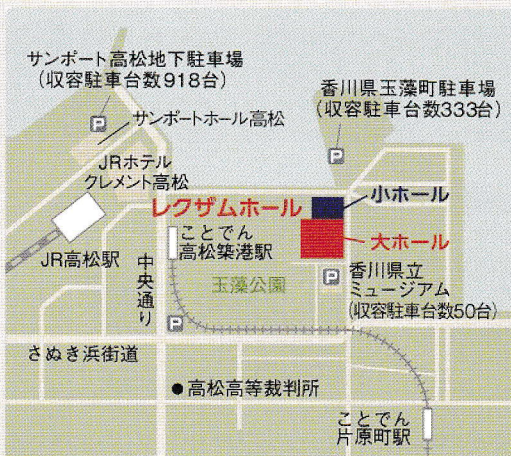 サンポート高松地下駐車場
（収容駐車台数918台）
P
サンポートホール高松
香川県玉藻町駐車場
（収容駐車台数333台）
P
JRホテル
クレメント高松
レクザムホール
小ホール
大ホール
JR高松駅
ことでん
高松築港駅
中央通り
玉藻公園
P
香川県立
ミュージアム
（収容駐車台数50台）
P
さぬき浜街道
●高松高等裁判所
ことでん
片原町駅